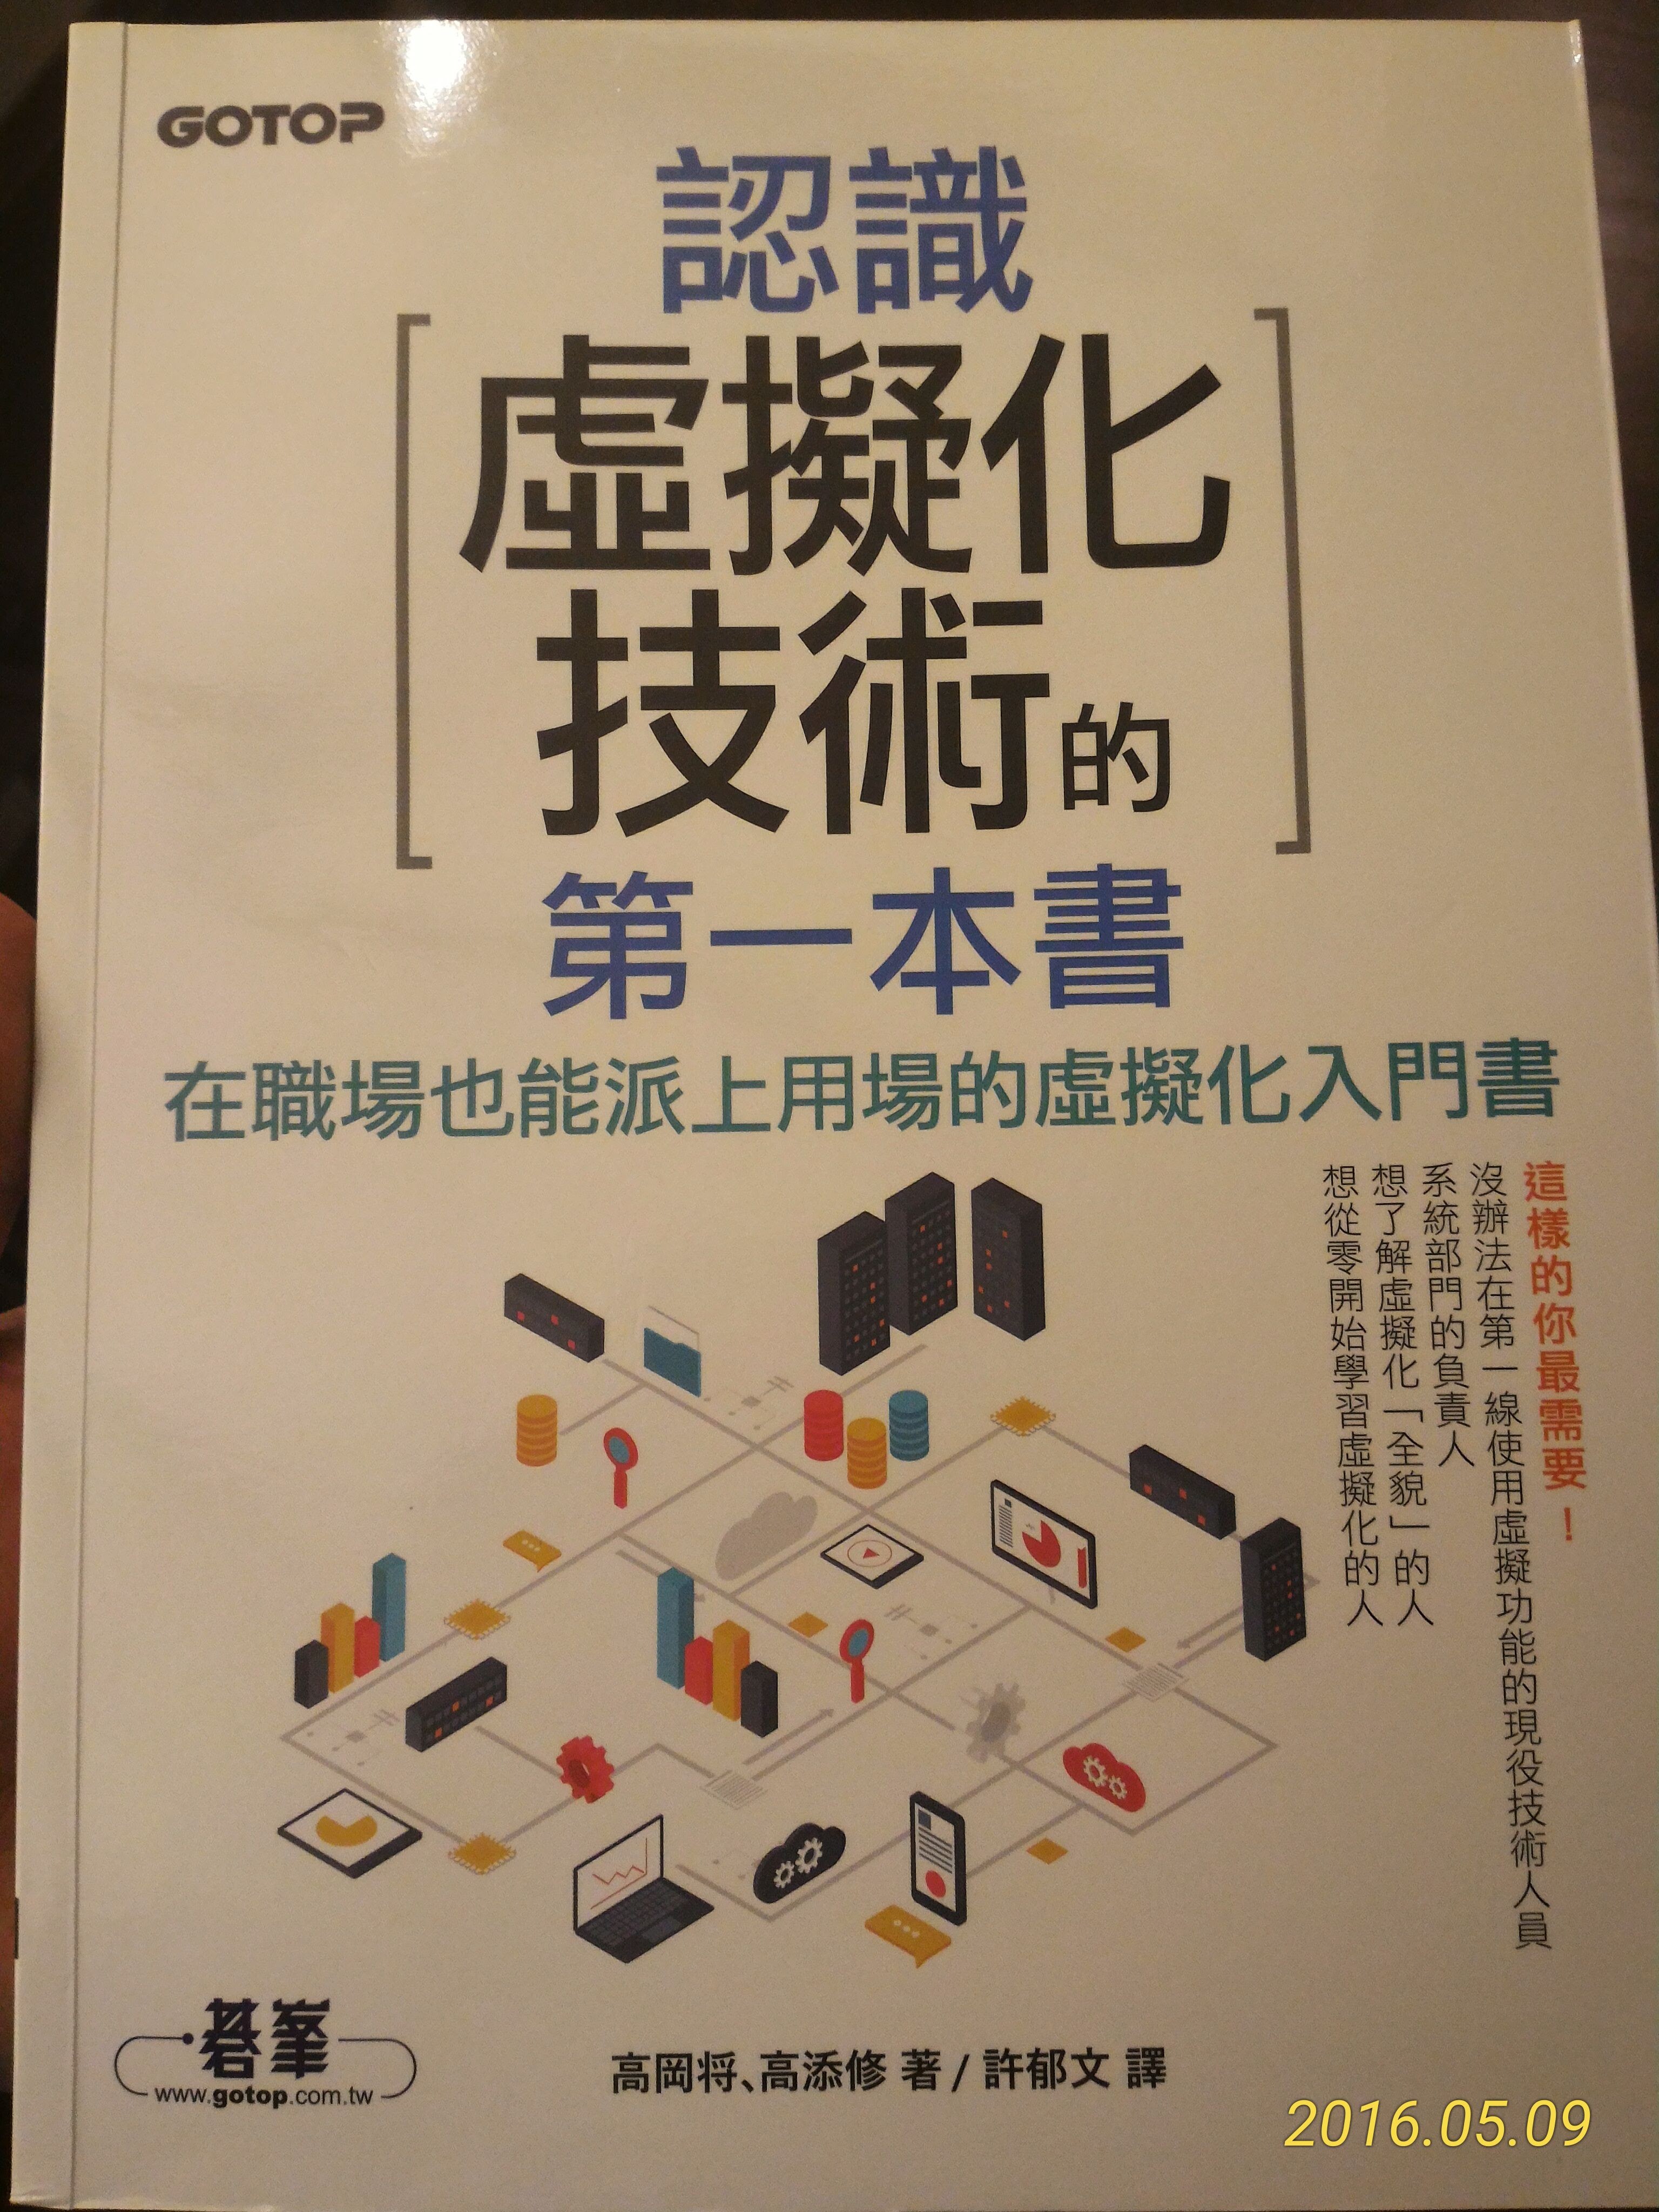 GOTOP
認識
虛擬化
技術的
第一本書
在職場也能派上用場的虛擬化入門書
這樣的你最需要！
沒辦法在第一線使用虛擬功能的現役技術人員
系統部門的負責人
想了解虛擬化「全貌」的人
想從零開始學習虛擬化的人
碁峯
www.gotop.com.tw
高岡将、高添修 著 / 許郁文 譯
2016.05.09